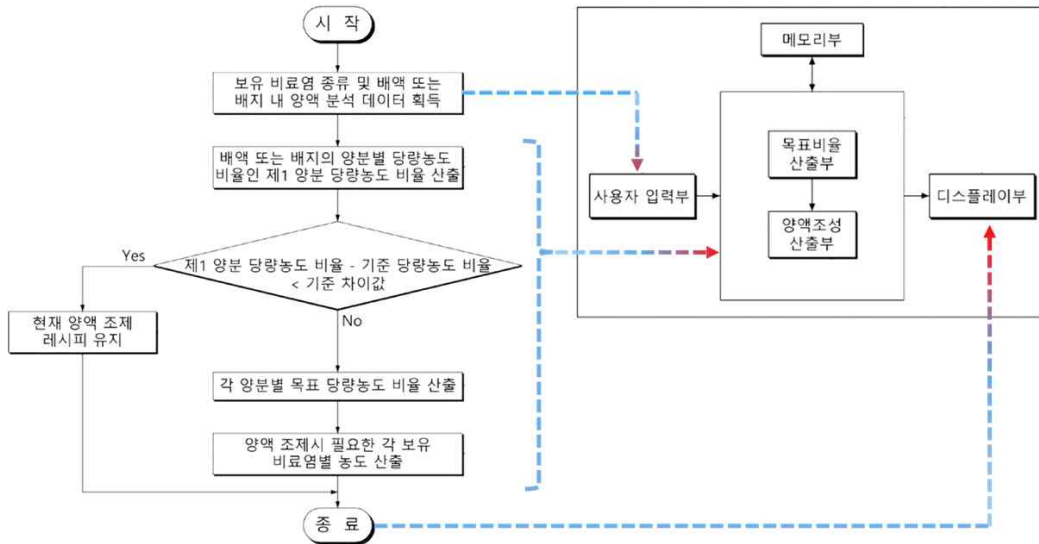 시 작
보유 비료염 종류 및 배액 또는
배지 내 양액 분석 데이터 획득
배액 또는 배지의 양분별 당량농도
비율인 제1 양분 당량농도 비율 산출
Yes
제1 양분 당량농도 비율 - 기준 당량농도 비율
< 기준 차이값
No
현재 양액 조제
레시피 유지
각 양분별 목표 당량농도 비율 산출
양액 조제시 필요한 각 보유
비료염별 농도 산출
종 료
메모리부
목표비율
산출부
사용자 입력부
디스플레이부
양액조성
산출부